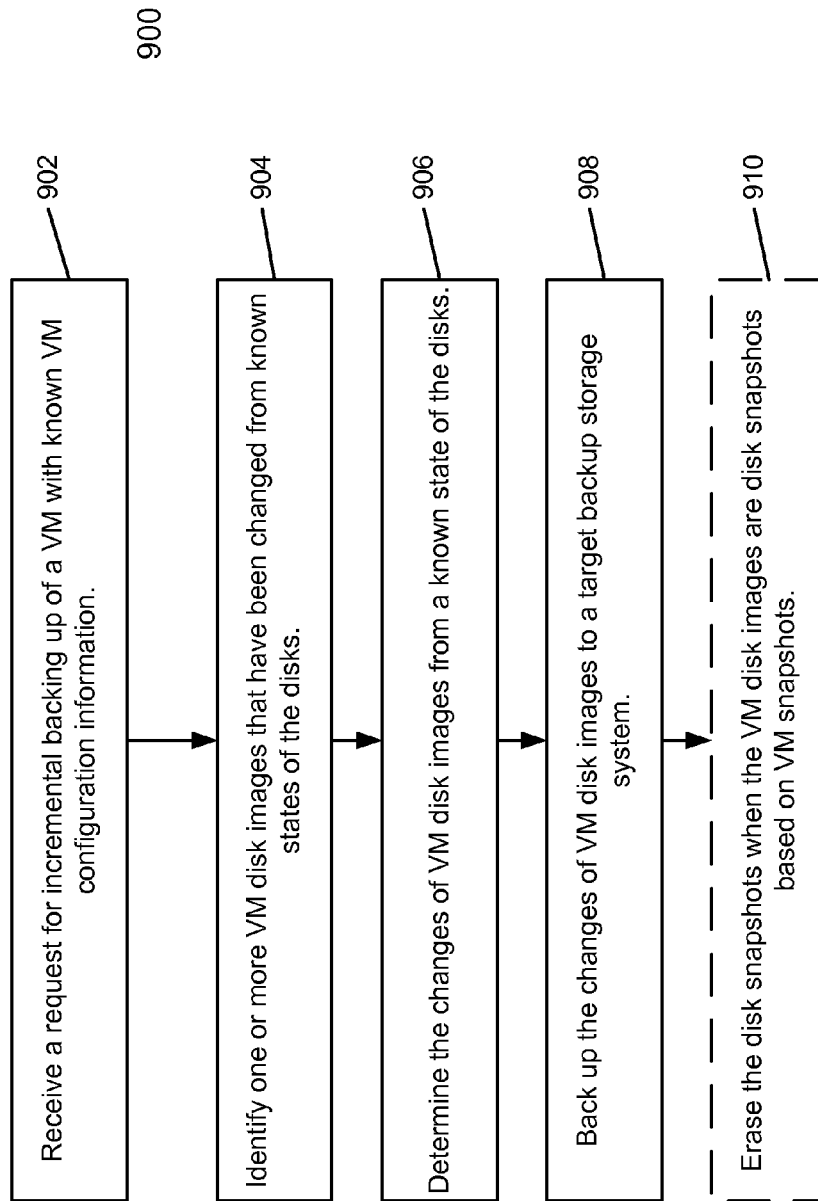 900
902
Receive a request for incremental backing up of a VM with known VM
configuration information.
904
Identify one or more VM disk images that have been changed from known
states of the disks.
906
Determine the changes of VM disk images from a known state of the disks.
908
Back up the changes of VM disk images to a target backup storage
system.
910
Erase the disk snapshots when the VM disk images are disk snapshots
based on VM snapshots.